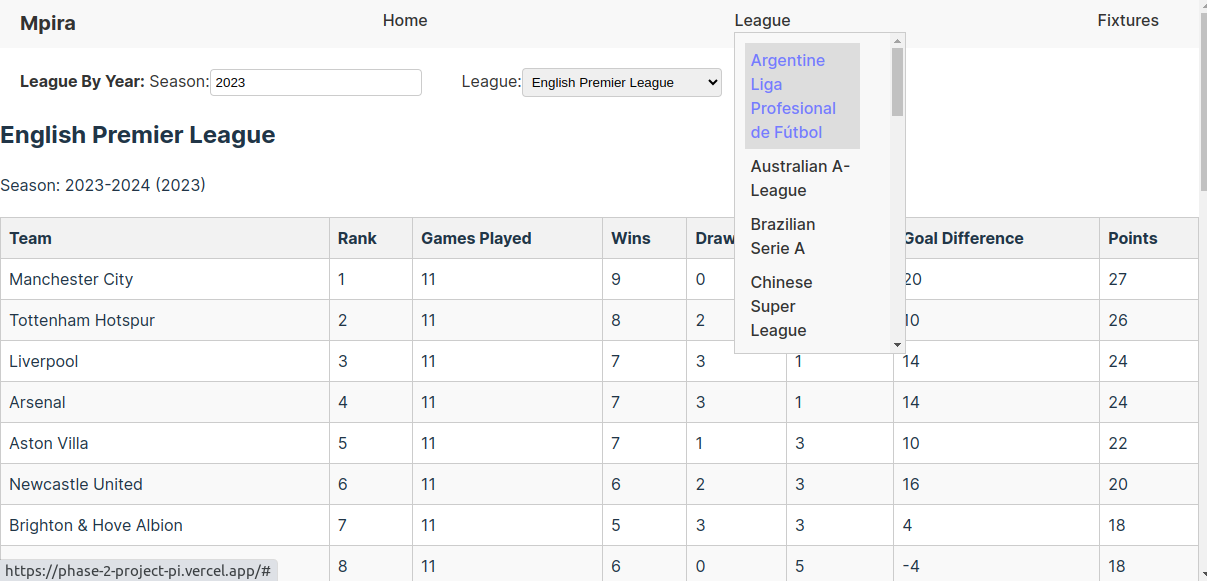 Mpira Home League Fixtures
League By Year: Season: 2023 League: English Premier League
Argentine
Liga
Profesional
de Fútbol
Australian A-
League
Brazilian
Serie A
Chinese
Super
League
English Premier League
Season: 2023-2024 (2023)
Team Rank Games Played Wins Draw Goal Difference Points
Manchester City 1 11 9 0 20 27
Tottenham Hotspur 2 11 8 2 10 26
Liverpool 3 11 7 3 1 14 24
Arsenal 4 11 7 3 1 14 24
Aston Villa 5 11 7 1 3 10 22
Newcastle United 6 11 6 2 3 16 20
Brighton & Hove Albion 7 11 5 3 3 4 18
8 11 6 0 5 -4 18
https://phase-2-project-pi.vercel.app/#